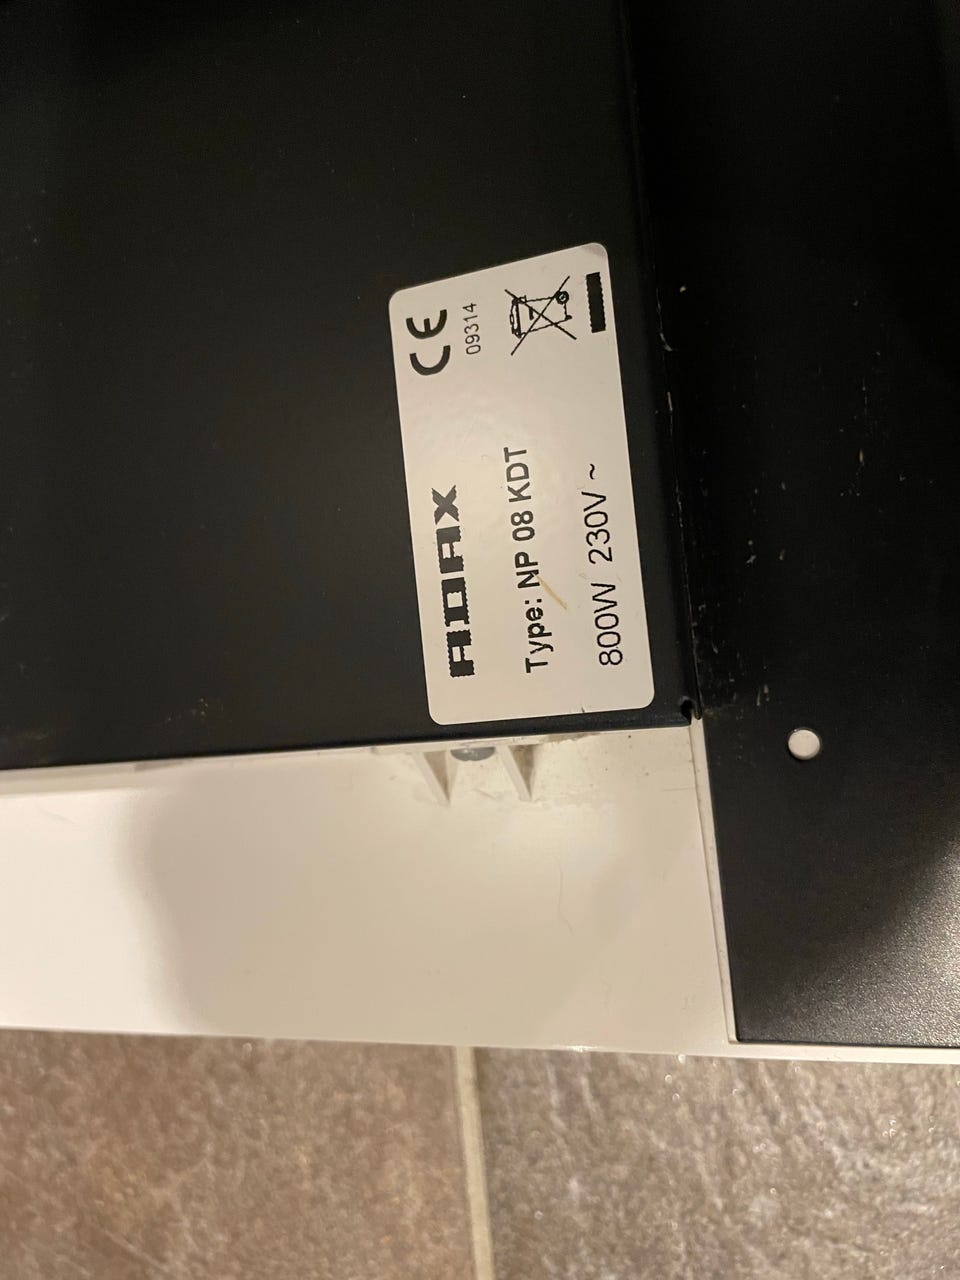 ADAX
CE
09314
Type: NP 08 KDT
800W 230V ~